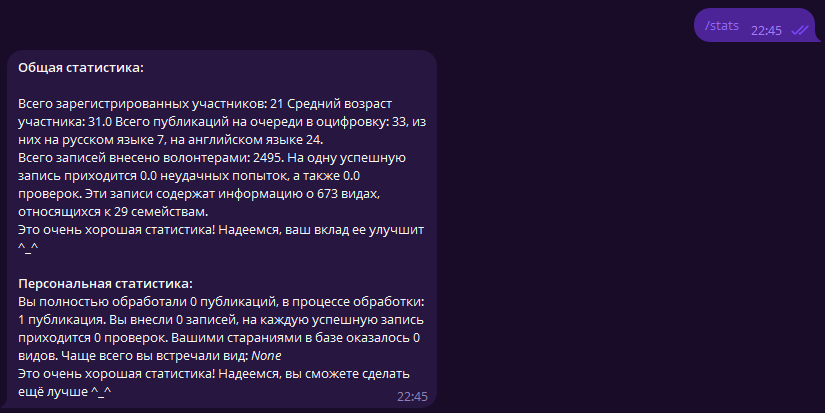 /stats 22:45
Общая статистика:
Всего зарегистрированных участников: 21 Средний возраст
участника: 31.0 Всего публикаций на очереди в оцифровку: 33, из
них на русском языке 7, на английском языке 24.
Всего записей внесено волонтерами: 2495. На одну успешную
запись приходится 0.0 неудачных попыток, а также 0.0
проверок. Эти записи содержат информацию о 673 видах,
относящихся к 29 семействам.
Это очень хорошая статистика! Надеемся, ваш вклад ее улучшит
^_^
Персональная статистика:
Вы полностью обработали 0 публикаций, в процессе обработки:
1 публикация. Вы внесли 0 записей, на каждую успешную запись
приходится 0 проверок. Вашими стараниями в базе оказалось 0
видов. Чаще всего вы встречали вид: None
Это очень хорошая статистика! Надеемся, вы сможете сделать
ещё лучше ^_^ 22:45